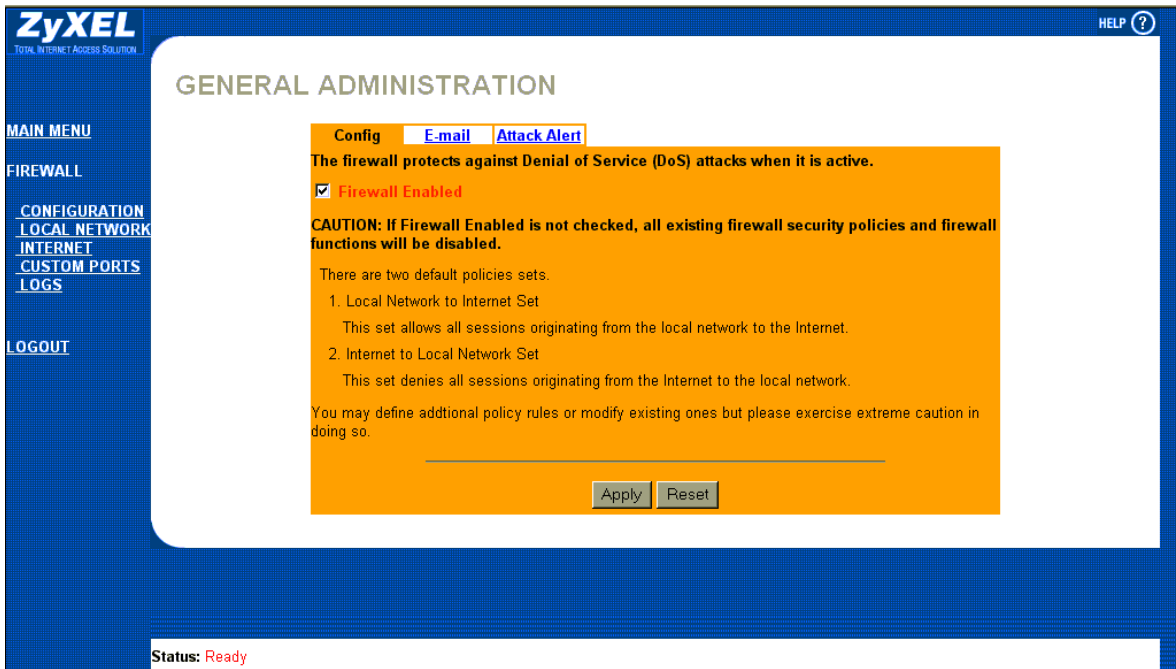 ZyXEL
TOTAL INTERNET ACCESS SOLUTION
HELP ?
GENERAL ADMINISTRATION
MAIN MENU
FIREWALL
CONFIGURATION
LOCAL NETWORK
INTERNET
CUSTOM PORTS
LOGS
LOGOUT
Config E-mail Attack Alert
The firewall protects against Denial of Service (DoS) attacks when it is active.
Firewall Enabled
CAUTION: If Firewall Enabled is not checked, all existing firewall security policies and firewall
functions will be disabled.
There are two default policies sets.
1. Local Network to Internet Set
This set allows all sessions originating from the local network to the Internet.
2. Internet to Local Network Set
This set denies all sessions originating from the Internet to the local network.
You may define addtional policy rules or modify existing ones but please exercise extreme caution in
doing so.
Apply Reset
Status: Ready